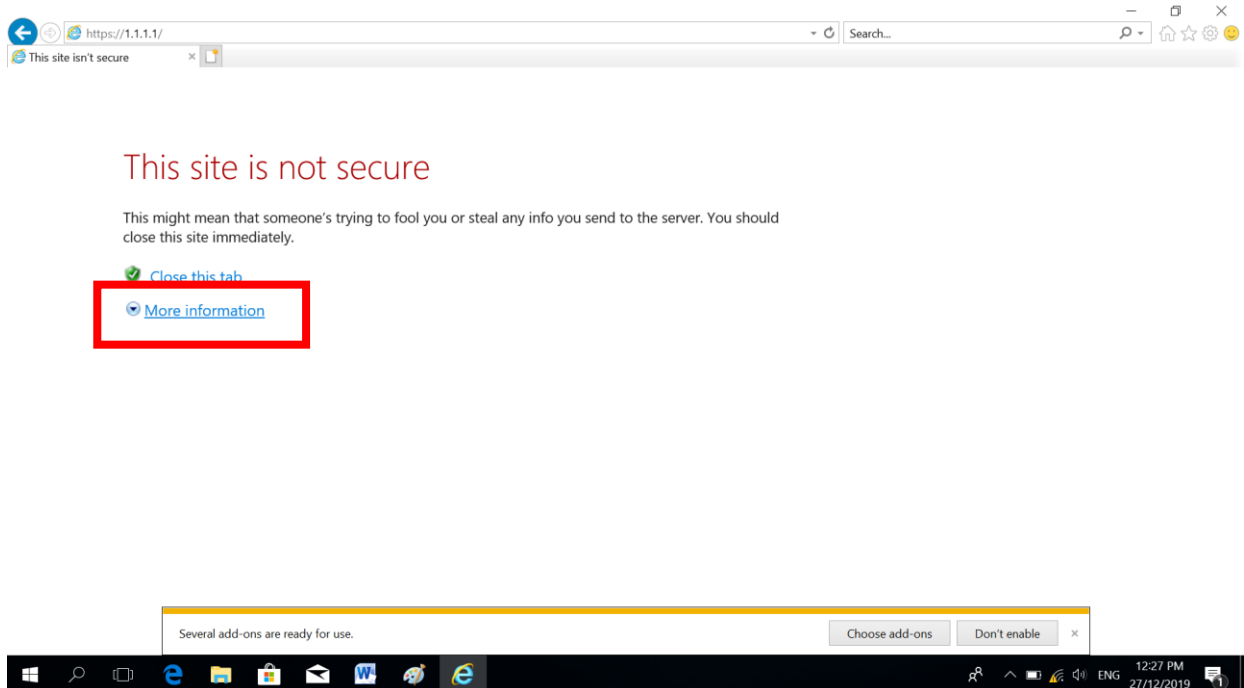 https://1.1.1.1/
Search...
This site isn't secure
This site is not secure
This might mean that someone's trying to fool you or steal any info you send to the server. You should
close this site immediately.
Close this tab
More information
Several add-ons are ready for use.
Choose add-ons
Don't enable
ENG
12:27 PM
27/12/2019